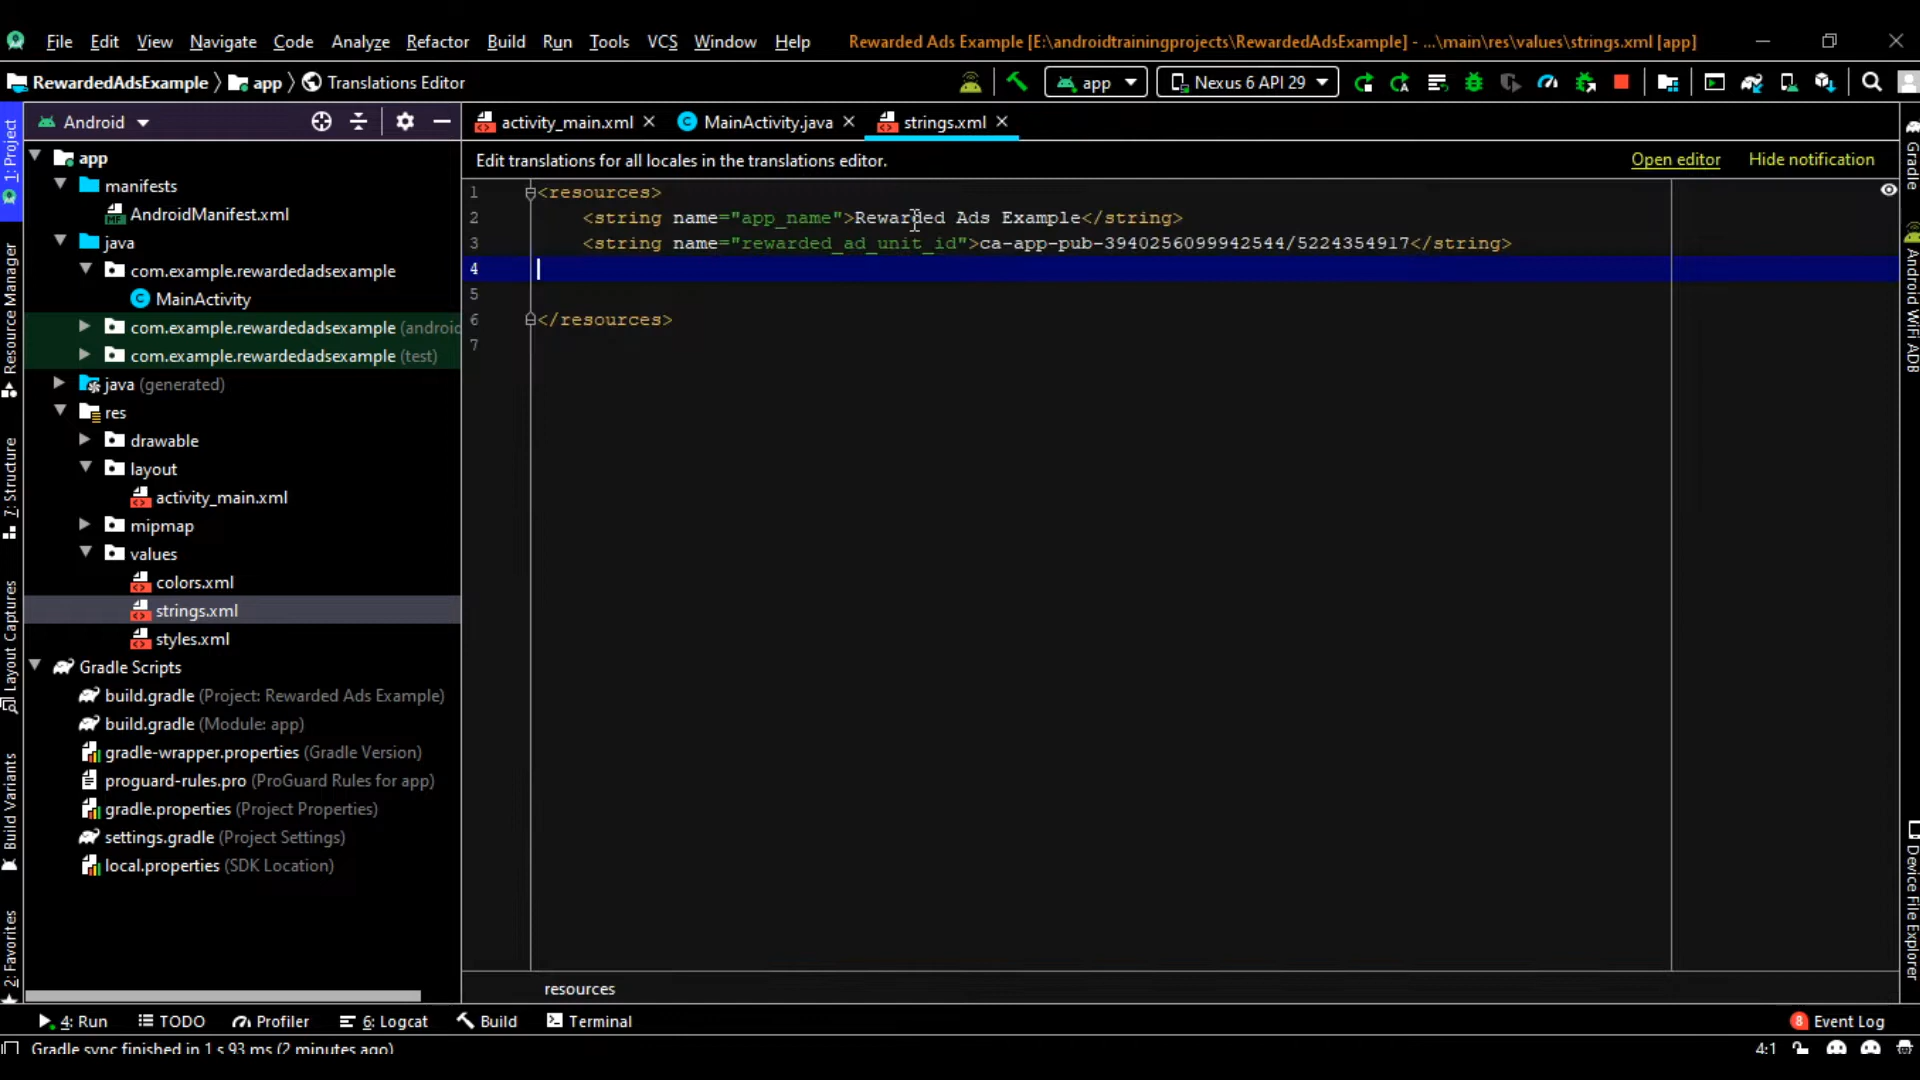 File Edit View Navigate Code Analyze Refactor Build Run Tools VCS Window Help Rewarded Ads Example [E:\androidtrainingprojects\RewardedAdsExample] - ...\main\res\values\strings.xml [app]
RewardedAdsExample app Translations Editor app Nexus 6 API 29
Android activity_main.xml MainActivity.java strings.xml
Edit translations for all locales in the translations editor. Open editor Hide notification
1 <resources>
2 <string name="app_name">Rewarded Ads Example</string>
3 <string name="rewarded_ad_unit_id">ca-app-pub-3940256099942544/5224354917</string>
4
5
6 </resources>
7
app
manifests
AndroidManifest.xml
java
com.example.rewardedadsexample
MainActivity
com.example.rewardedadsexample (androi
com.example.rewardedadsexample (test)
java (generated)
res
drawable
layout
activity_main.xml
mipmap
values
colors.xml
strings.xml
styles.xml
Gradle Scripts
build.gradle (Project: Rewarded Ads Example)
build.gradle (Module: app)
gradle-wrapper.properties (Gradle Version)
proguard-rules.pro (ProGuard Rules for app)
gradle.properties (Project Properties)
settings.gradle (Project Settings)
local.properties (SDK Location)
1: Project
Resource Manager
7: Structure
Layout Captures
Build Variants
2: Favorites
Gradle
Android WiFi ADB
Device File Explorer
resources
4: Run TODO Profiler 6: Logcat Build Terminal 8 Event Log
Gradle sync finished in 1 s 93 ms (2 minutes ago) 4:1